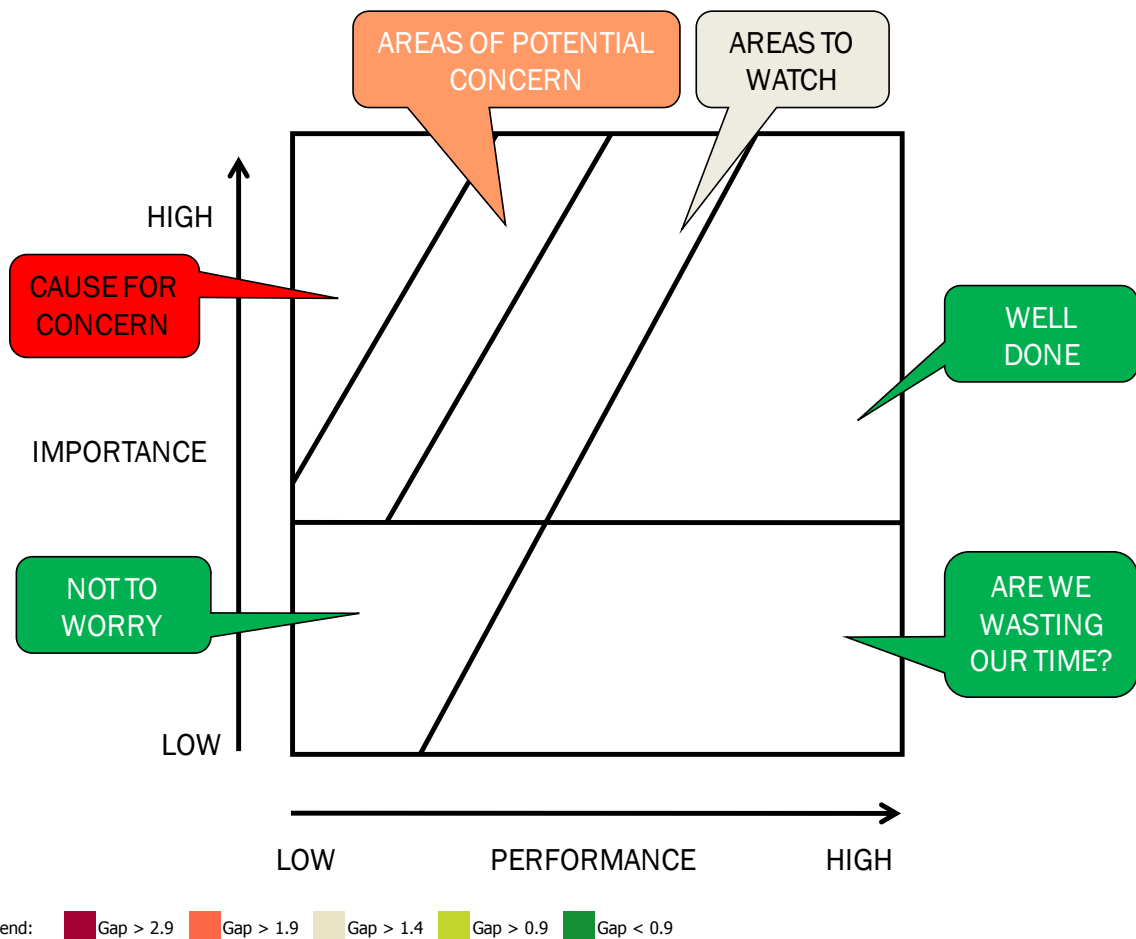 AREAS OF POTENTIAL
CONCERN
AREAS TO
WATCH
HIGH
CAUSE FOR
CONCERN
WELL
DONE
IMPORTANCE
NOT TO
WORRY
ARE WE
WASTING
OUR TIME?
LOW
LOW PERFORMANCE HIGH
end: Gap > 2.9 Gap > 1.9 Gap > 1.4 Gap > 0.9 Gap < 0.9